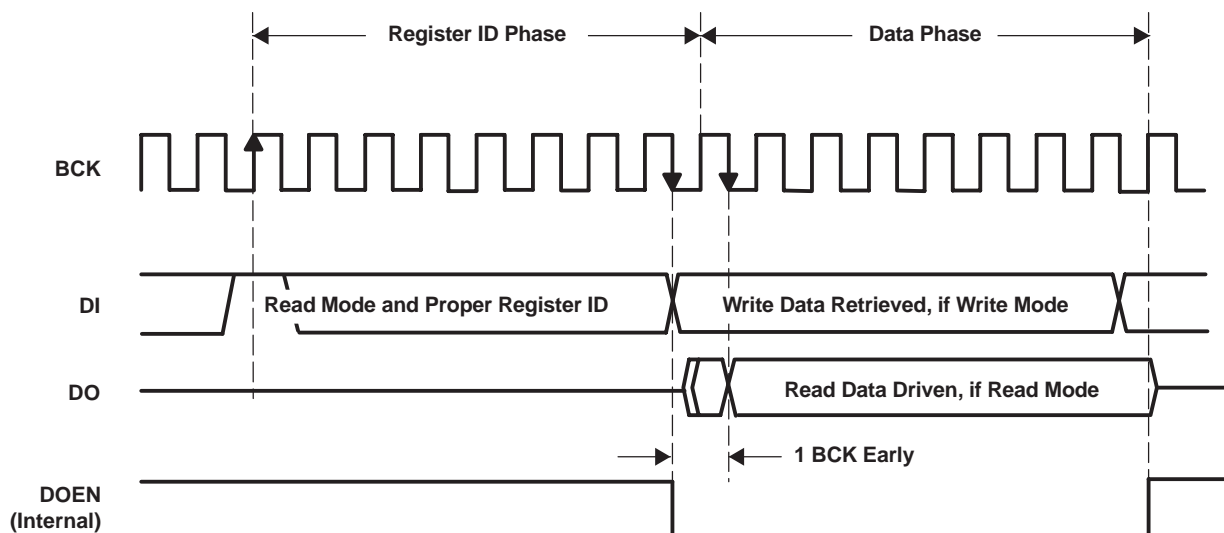 Register ID Phase
Data Phase
BCK
DI
Read Mode and Proper Register ID
Write Data Retrieved, if Write Mode
DO
Read Data Driven, if Read Mode
1 BCK Early
DOEN
(Internal)